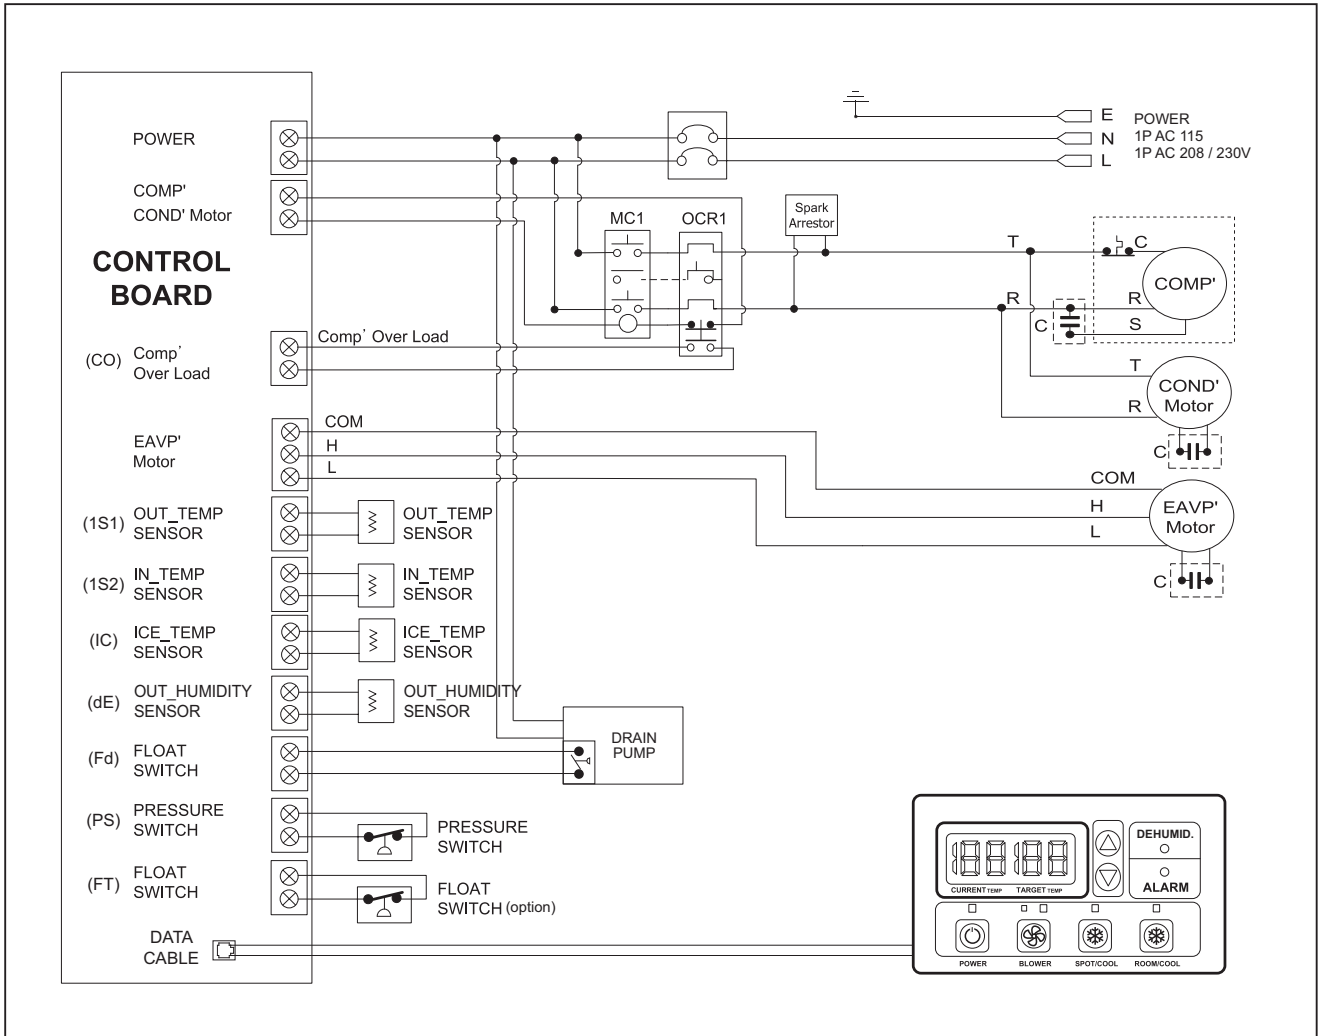 E
POWER
N
1P AC 115
L
1P AC 208 / 230V
POWER
COMP'
COND' Motor
CONTROL
BOARD
MC1
OCR1
Spark
Arrestor
T
C
COMP'
R
R
C
S
(CO)
Comp'
Over Load
Comp' Over Load
T
COND'
Motor
R
C
EAVP'
Motor
COM
H
L
COM
H
L
EAVP'
Motor
C
(1S1)
OUT_TEMP
SENSOR
OUT_TEMP
SENSOR
(1S2)
IN_TEMP
SENSOR
IN_TEMP
SENSOR
(IC)
ICE_TEMP
SENSOR
ICE_TEMP
SENSOR
(dE)
OUT_HUMIDITY
SENSOR
OUT_HUMIDITY
SENSOR
(Fd)
FLOAT
SWITCH
DRAIN
PUMP
(PS)
PRESSURE
SWITCH
PRESSURE
SWITCH
(FT)
FLOAT
SWITCH
FLOAT
SWITCH (option)
DATA
CABLE
18 8 18 8
CURRENT TEMP
TARGET TEMP
DEHUMID.
ALARM
POWER
BLOWER
SPOT/COOL
ROOM/COOL